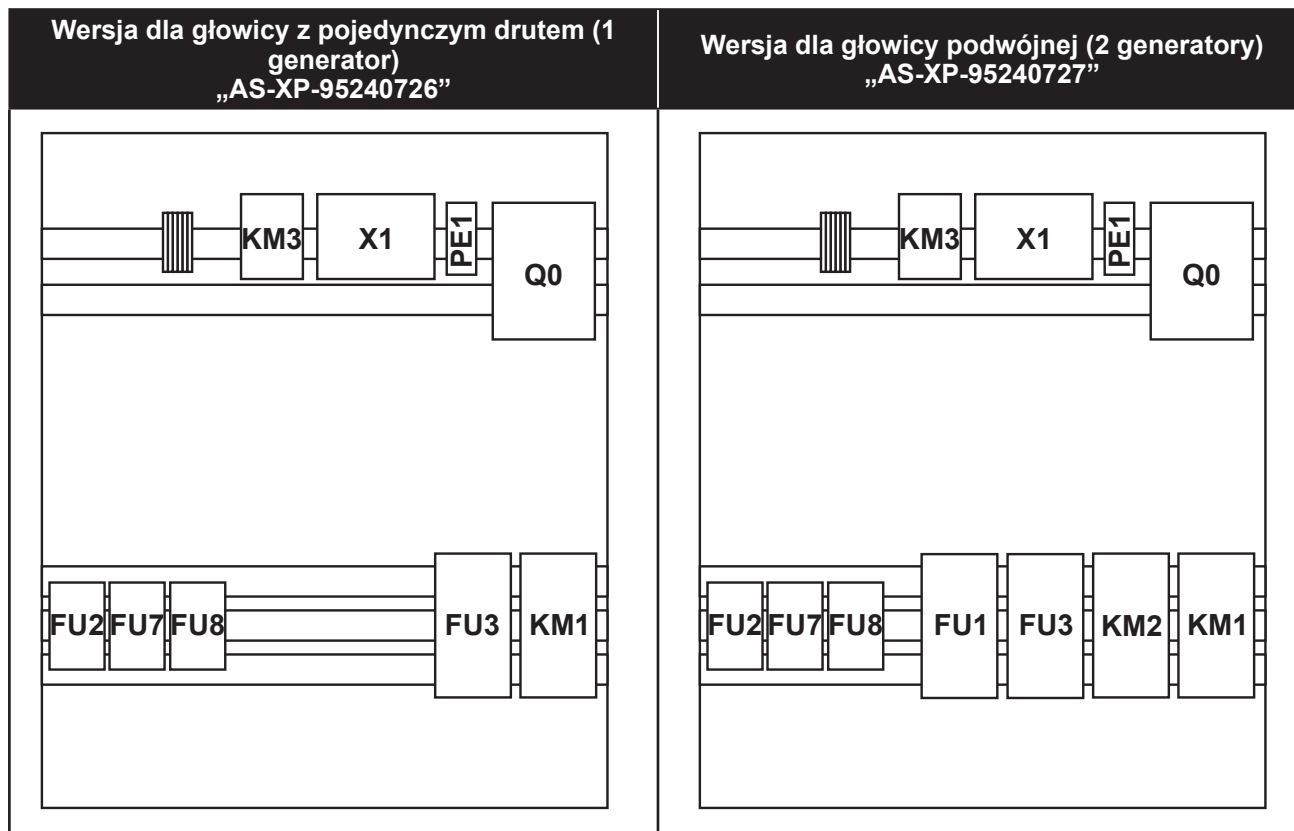 Wersja dla głowicy z pojedynczym drutem (1
generator)
„AS-XP-95240726”
Wersja dla głowicy podwójnej (2 generatory)
„AS-XP-95240727”
KM3 X1 PE1
Q0
FU2 FU7 FU8 FU3 KM1
KM3 X1 PE1
Q0
FU2 FU7 FU8 FU1 FU3 KM2 KM1